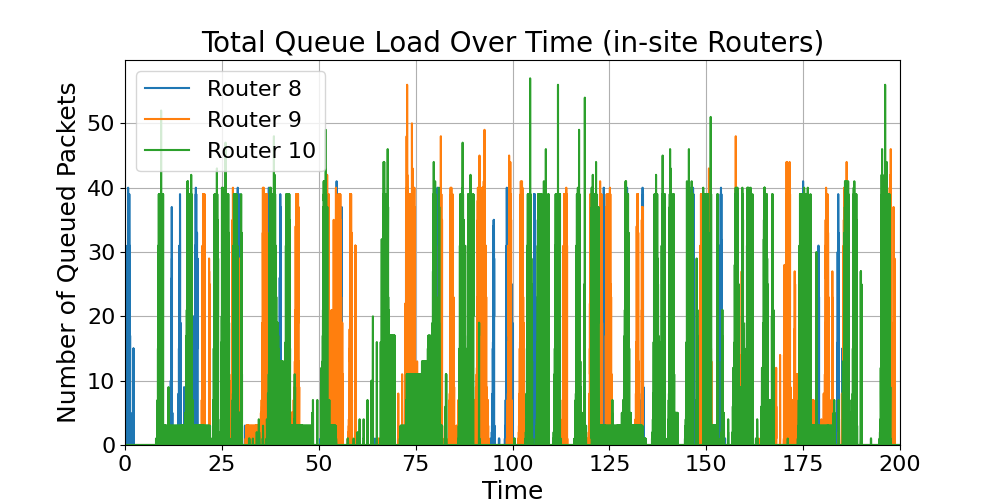 Total Queue Load Over Time (in-site Routers)
Number of Queued Packets
Router 8
Router 9
Router 10
50
40
30
20
10
0
0 25 50 75 100 125 150 175 200
Time